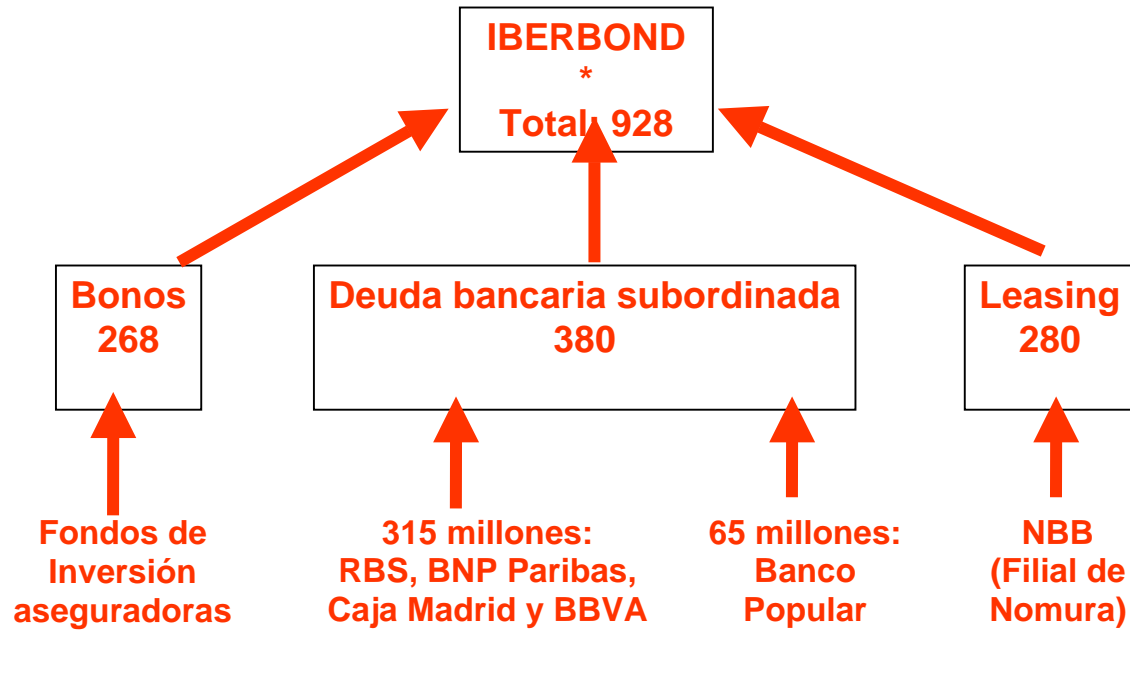 IBERBOND
*
Total: 928
Bonos
268
Deuda bancaria subordinada
380
Leasing
280
Fondos de
Inversión
aseguradoras
315 millones:
RBS, BNP Paribas,
Caja Madrid y BBVA
65 millones:
Banco
Popular
NBB
(Filial de
Nomura)